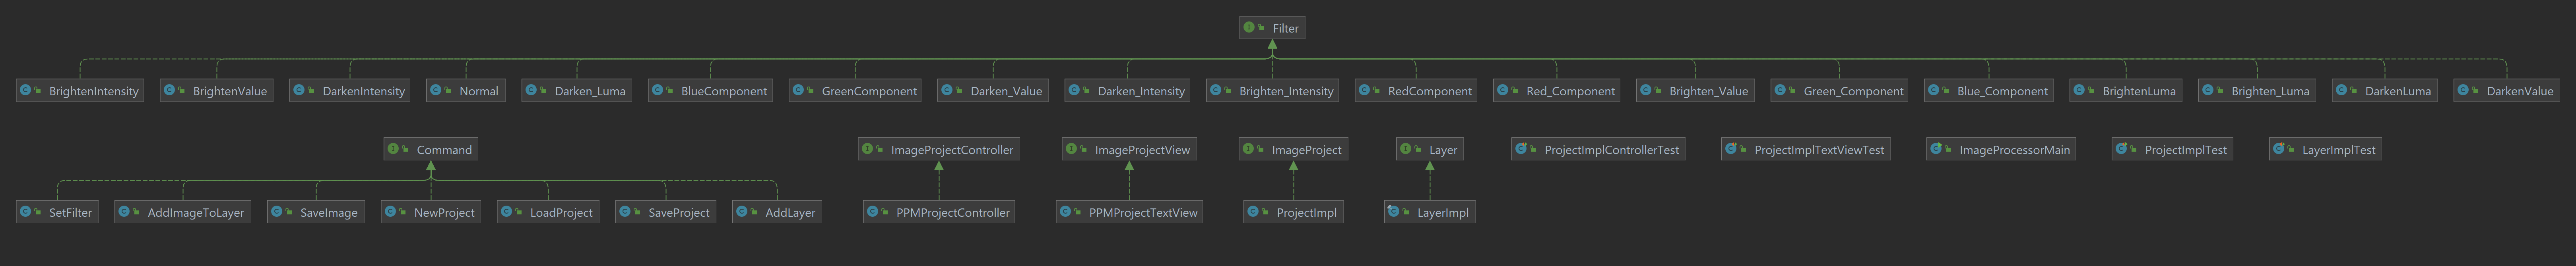 Filter
BrightenIntensity BrightenValue DarkenIntensity Normal Darken_Luma BlueComponent GreenComponent Darken_Value Darken_Intensity Brighten_Intensity RedComponent Red_Component Brighten_Value Green_Component Blue_Component BrightenLuma Brighten_Luma DarkenLuma DarkenValue
Command ImageProjectController ImageProjectView ImageProject Layer ProjectImplControllerTest ProjectImplTextViewTest ImageProcessorMain ProjectImplTest LayerImplTest
SetFilter AddImageToLayer SaveImage NewProject LoadProject SaveProject AddLayer PPMProjectController PPMProjectTextView ProjectImpl LayerImpl